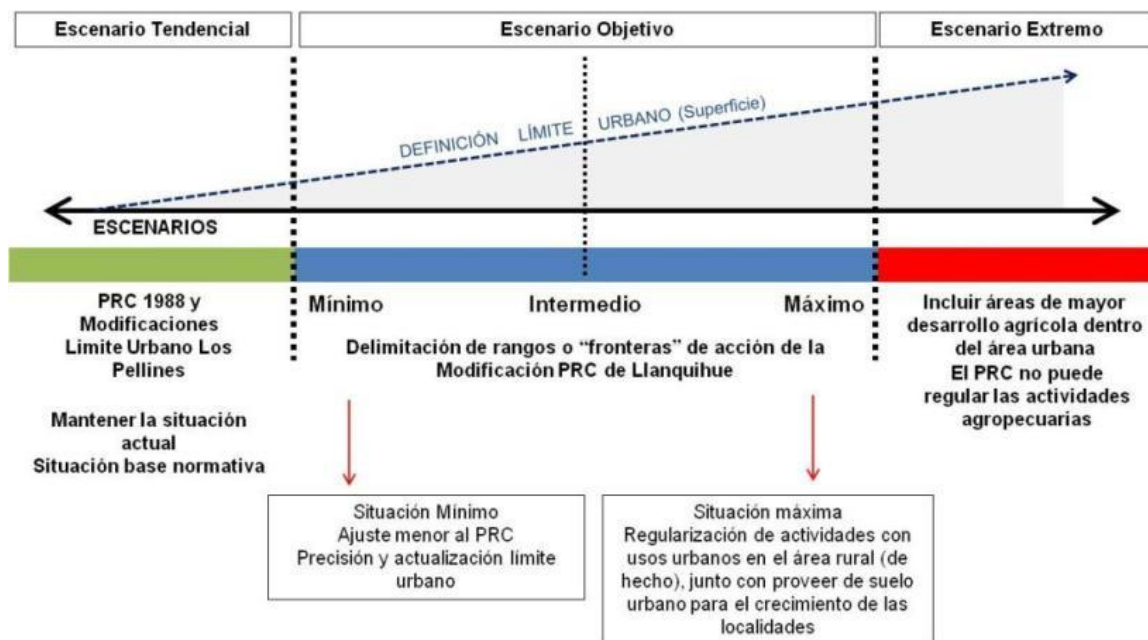 Escenario Tendencial
Escenario Objetivo
Escenario Extremo
DEFINICIÓN LÍMITE URBANO (Superficie)
ESCENARIOS
PRC 1988 y
Modificaciones
Limite Urbano Los
Pellines
Mantener la situación
actual
Situación base normativa
Mínimo
Intermedio
Máximo
Delimitación de rangos o “fronteras” de acción de la
Modificación PRC de Llanquihue
Incluir áreas de mayor
desarrollo agrícola dentro
del área urbana
El PRC no puede
regular las actividades
agropecuarias
Situación Mínimo
Ajuste menor al PRC
Precisión y actualización límite
urbano
Situación máxima
Regularización de actividades con
usos urbanos en el área rural (de
hecho), junto con proveer de suelo
urbano para el crecimiento de las
localidades